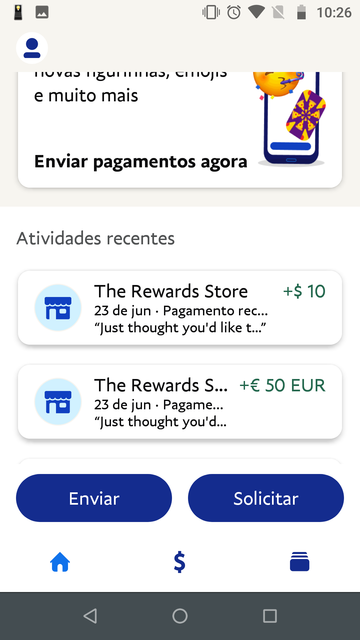 10:26
novas figurinhas, emojis
e muito mais
Enviar pagamentos agora
Atividades recentes
The Rewards Store +$ 10
23 de jun · Pagamento rec...
“Just thought you'd like t...”
The Rewards S... +€ 50 EUR
23 de jun · Pagame...
“Just thought you'd...
Enviar Solicitar
$